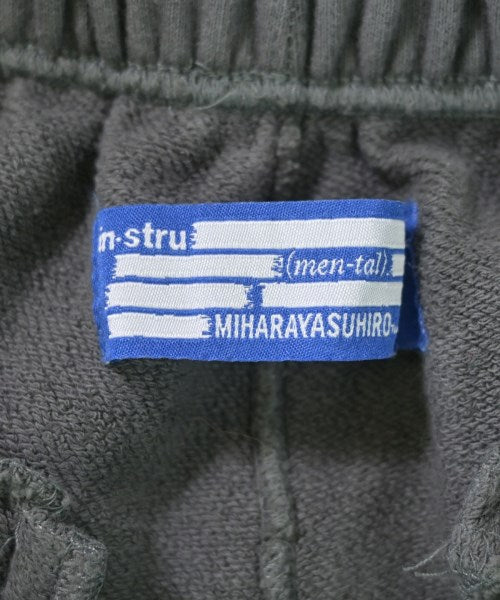 in-stru
(men-tal).
MIHARAYASUHIRO